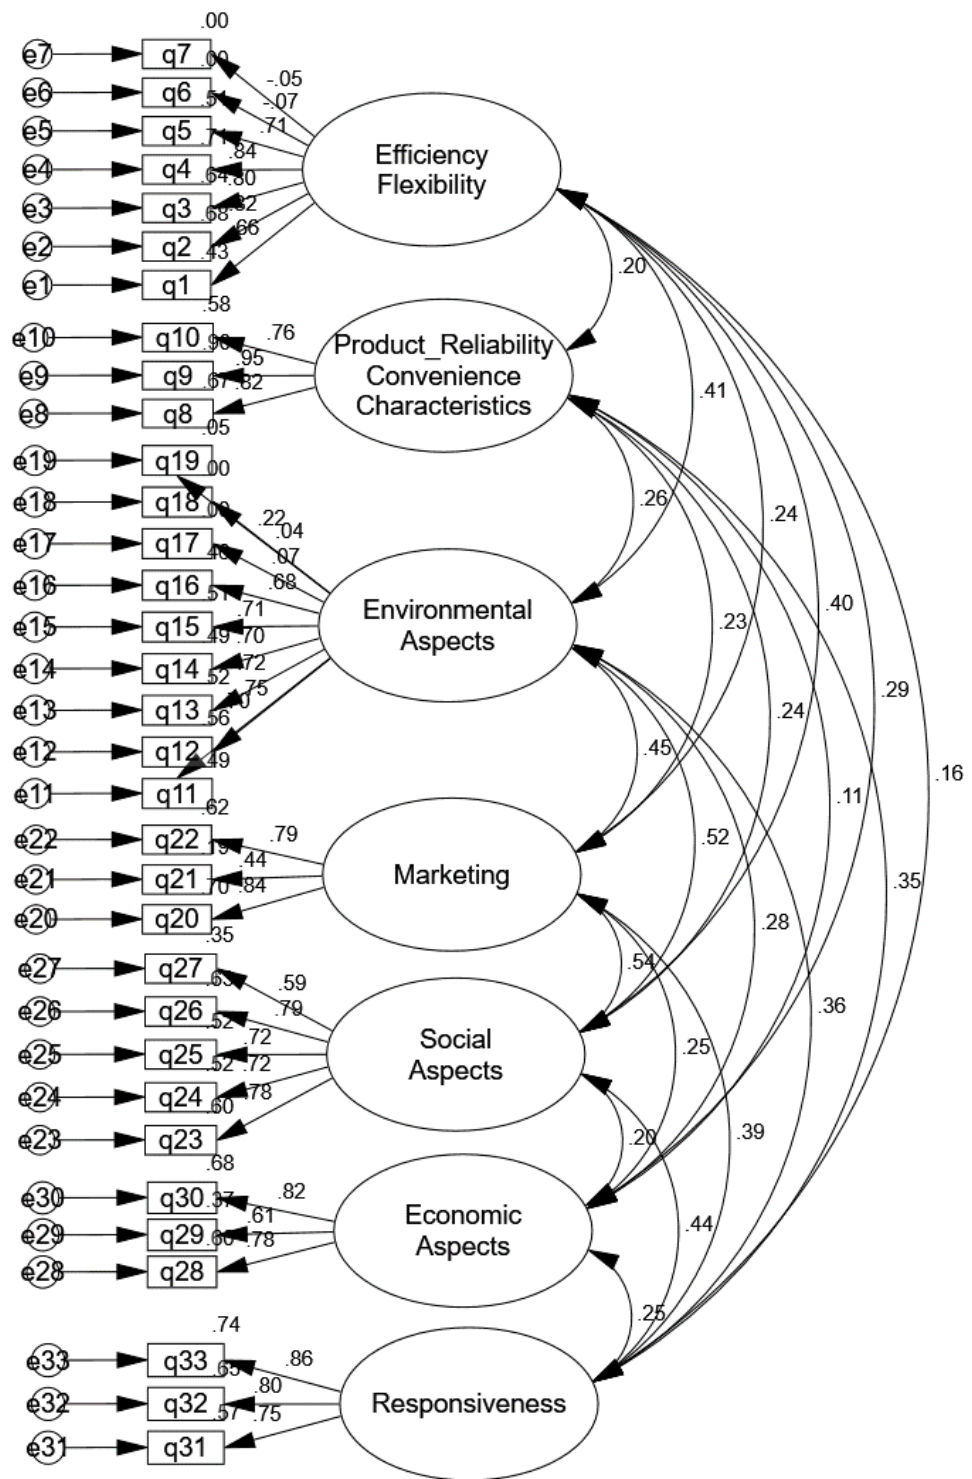 .00
e7 q7
.00
-.05
e6 q6
-.07
.54
e5 q5
.71
.71
e4 q4
.84
.64
.80
e3 q3
.68
.82
e2 q2
.66
.43
e1 q1
Efficiency
Flexibility
.58
e10 q10
.76
.90
e9 q9
.95
.67
.82
e8 q8
Product_Reliability
Convenience
Characteristics
.05
e19 q19
.00
e18 q18
.22
.04
.00
e17 q17
.07
.46
e16 q16
.68
.51
e15 q15
.71
.49
.70
e14 q14
.72
.52
e13 q13
.75
.70
.56
e12 q12
.49
e11 q11
Environmental
Aspects
.62
e22 q22
.79
.19
e21 q21
.44
.70
.84
e20 q20
Marketing
.35
e27 q27
.59
.63
e26 q26
.79
.52
e25 q25
.72
.52
.72
e24 q24
.78
.60
e23 q23
Social
Aspects
.68
e30 q30
.82
.37
e29 q29
.61
.60
.78
e28 q28
Economic
Aspects
.74
e33 q33
.86
.65
e32 q32
.80
.57
.75
e31 q31
Responsiveness
.20
.41
.26
.24
.40
.23
.29
.24
.45
.16
.11
.52
.35
.28
.54
.36
.25
.39
.20
.44
.25